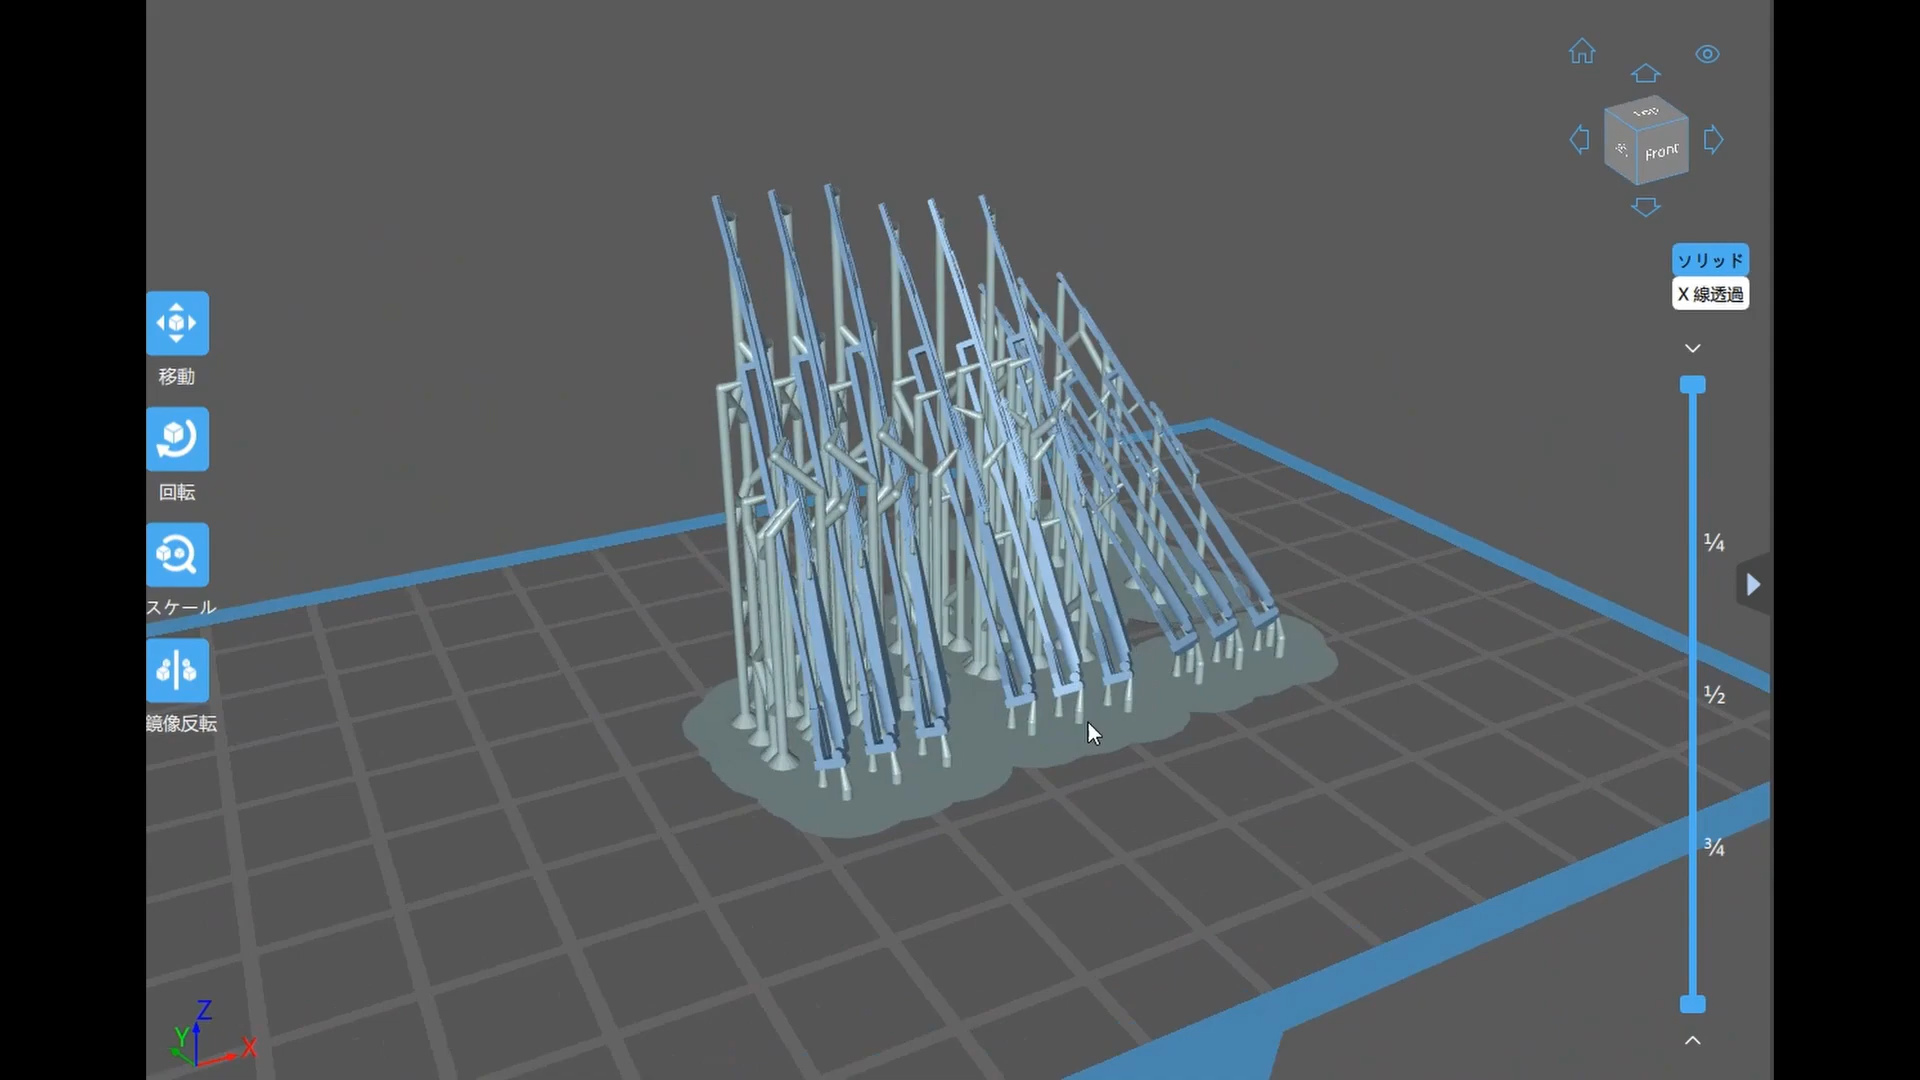 Top
Front
ソリッド
X 線透過
移動
回転
スケール
鏡像反転
¼
½
¾
Z
Y
X